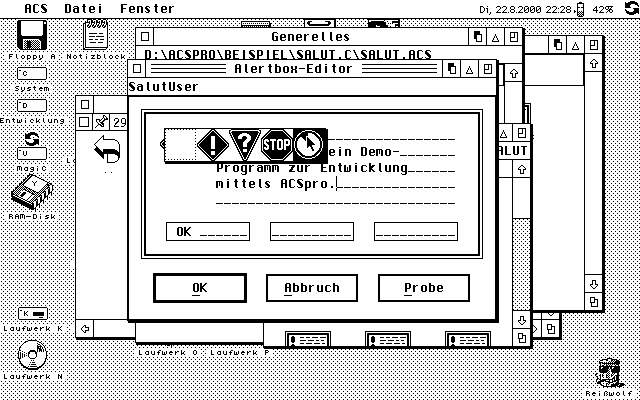 ACS Datei Fenster
Di, 22.8.2000 22:28 42%
Floppy A Notizblock
Generelles
D:\ACSPRO\BEISPIEL\SALUT.C\SALUT.ACS
Alertbox-Editor
SalutUser
C
System
D
Entwicklung
29
U
Magic
RAM-Disk
STOP
ein Demo-
Programm zur Entwicklung
mittels ACSpro.
ALUT
OK
OK Abbruch Probe
K
Laufwerk K
Laufwerk O Laufwerk P
Laufwerk N
Reißwolf